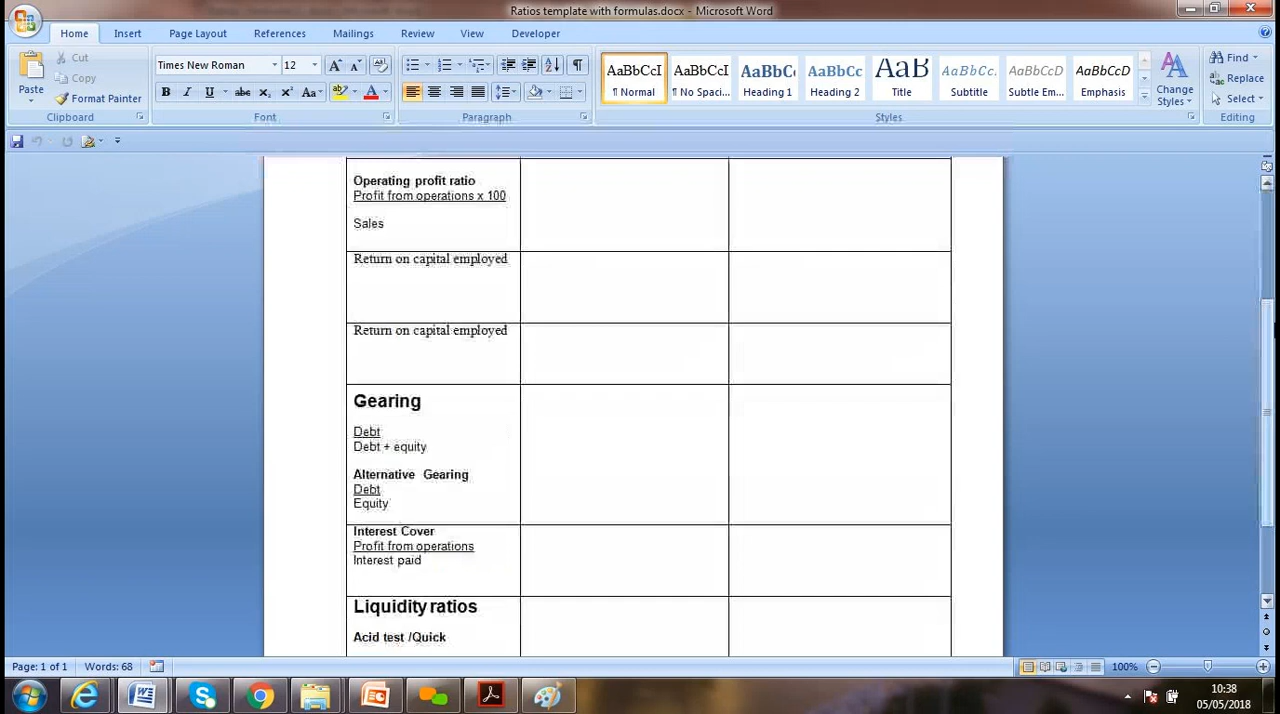 Ratios template with formulas.docx - Microsoft Word
Home Insert Page Layout References Mailings Review View Developer
Paste
Cut
Copy
Format Painter
Clipboard
Times New Roman 12
B I U abc x₂ x² Aa
Font
Paragraph
AaBbCcI AaBbCcI AaBbCc AaBbCc AaB AaBbCc. AaBbCcD AaBbCcD
¶ Normal ¶ No Spaci... Heading 1 Heading 2 Title Subtitle Subtle Em... Emphasis
Change
Styles
Styles
Find
Replace
Select
Editing
Operating profit ratio
Profit from operations x 100
Sales
Return on capital employed
Return on capital employed
Gearing
Debt
Debt + equity
Alternative Gearing
Debt
Equity
Interest Cover
Profit from operations
Interest paid
Liquidity ratios
Acid test /Quick
Page: 1 of 1 Words: 68 100%
10:38
05/05/2018